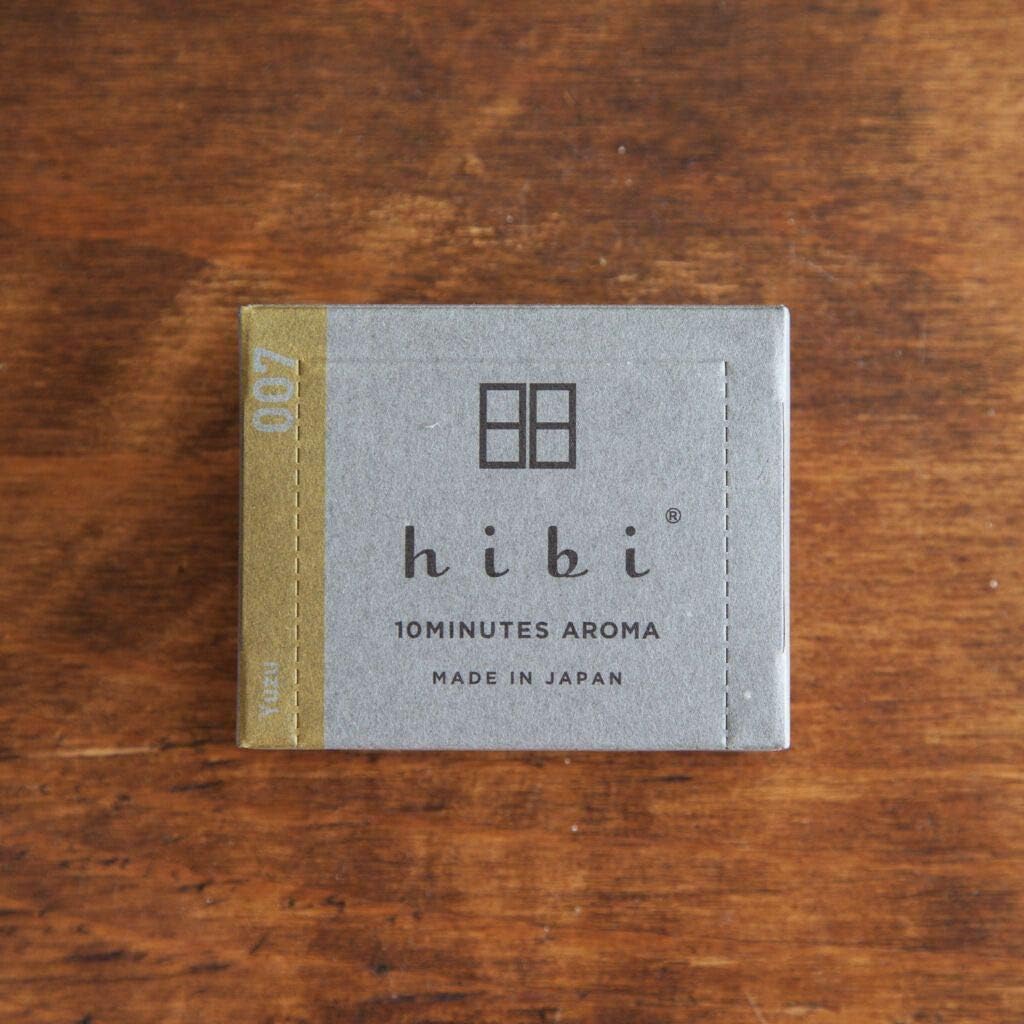 007
Yuzu
hibi®
10MINUTES AROMA
MADE IN JAPAN